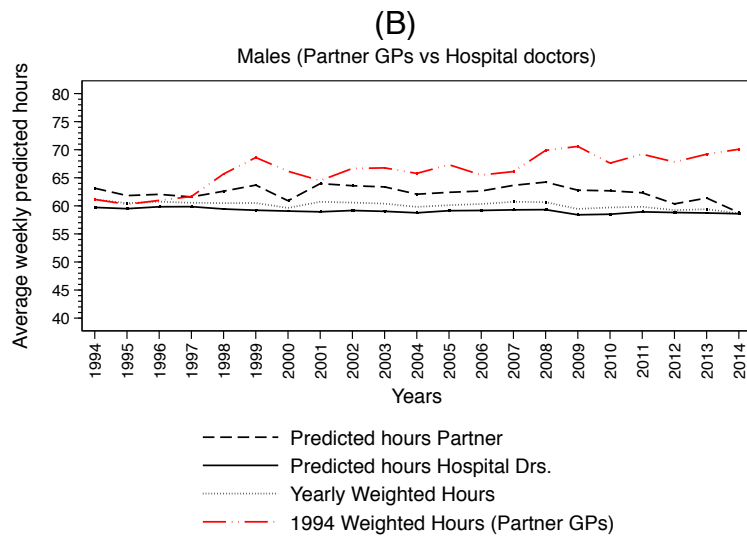 (B)
Males (Partner GPs vs Hospital doctors)
Average weekly predicted hours
80
75
70
65
60
55
50
45
40
1994 1995 1996 1997 1998 1999 2000 2001 2002 2003 2004 2005 2006 2007 2008 2009 2010 2011 2012 2013 2014
Years
Predicted hours Partner
Predicted hours Hospital Drs.
Yearly Weighted Hours
1994 Weighted Hours (Partner GPs)